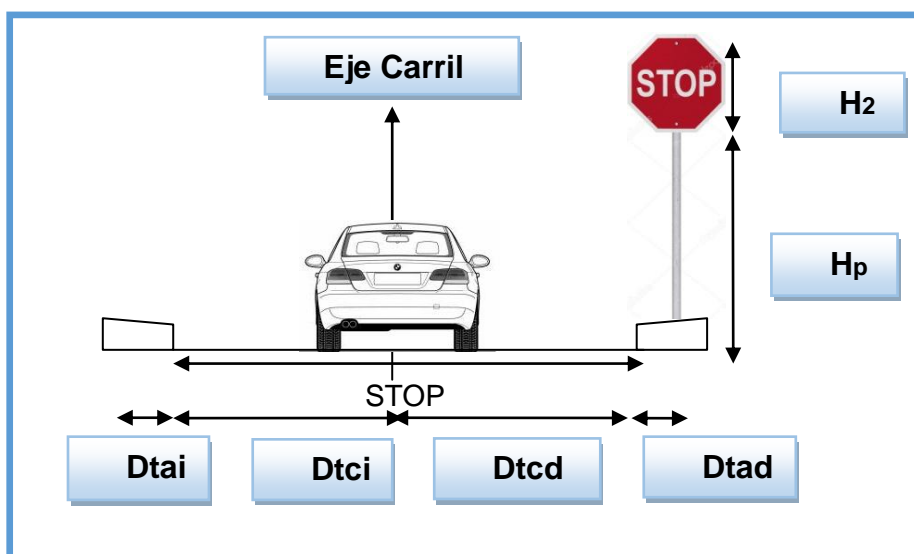 Eje Carril
STOP
H2
Hp
STOP
Dtai
Dtci
Dtcd
Dtad